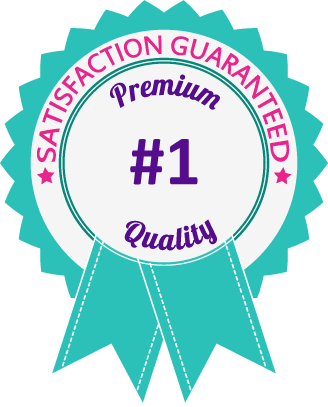 SATISFACTION GUARANTEED
Premium
#1
Quality